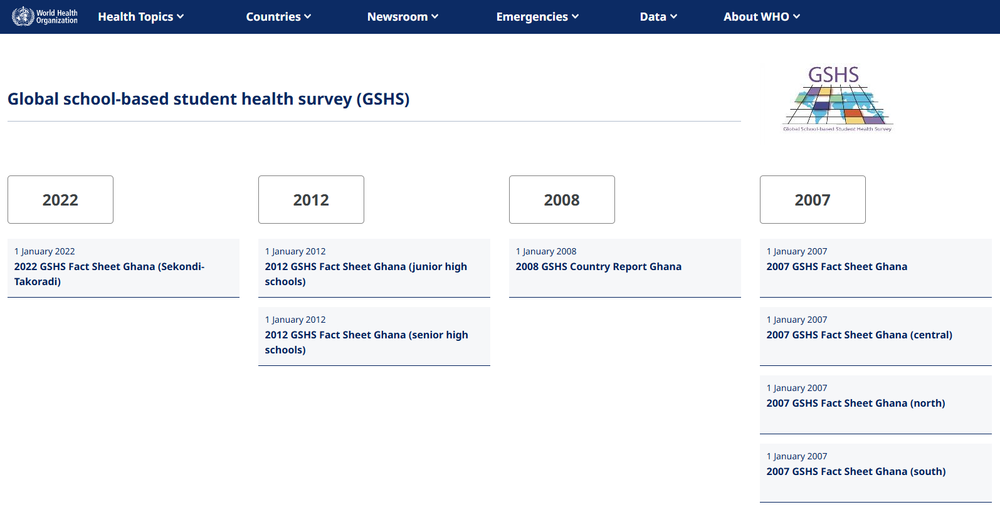 World Health
Organization
Health Topics
Countries
Newsroom
Emergencies
Data
About WHO
Global school-based student health survey (GSHS)
GSHS
Global School-based Student Health Survey
2022
1 January 2022
2022 GSHS Fact Sheet Ghana (Sekondi-
Takoradi)
2012
1 January 2012
2012 GSHS Fact Sheet Ghana (junior high
schools)
1 January 2012
2012 GSHS Fact Sheet Ghana (senior high
schools)
2008
1 January 2008
2008 GSHS Country Report Ghana
2007
1 January 2007
2007 GSHS Fact Sheet Ghana
1 January 2007
2007 GSHS Fact Sheet Ghana (central)
1 January 2007
2007 GSHS Fact Sheet Ghana (north)
1 January 2007
2007 GSHS Fact Sheet Ghana (south)